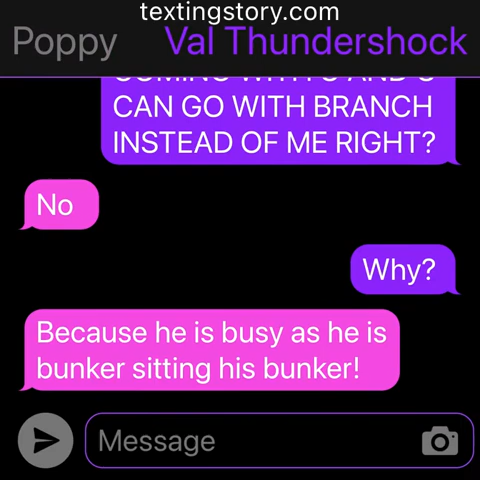 textingstory.com
Poppy Val Thundershock
CAN GO WITH BRANCH
INSTEAD OF ME RIGHT?
No
Why?
Because he is busy as he is
bunker sitting his bunker!
Message